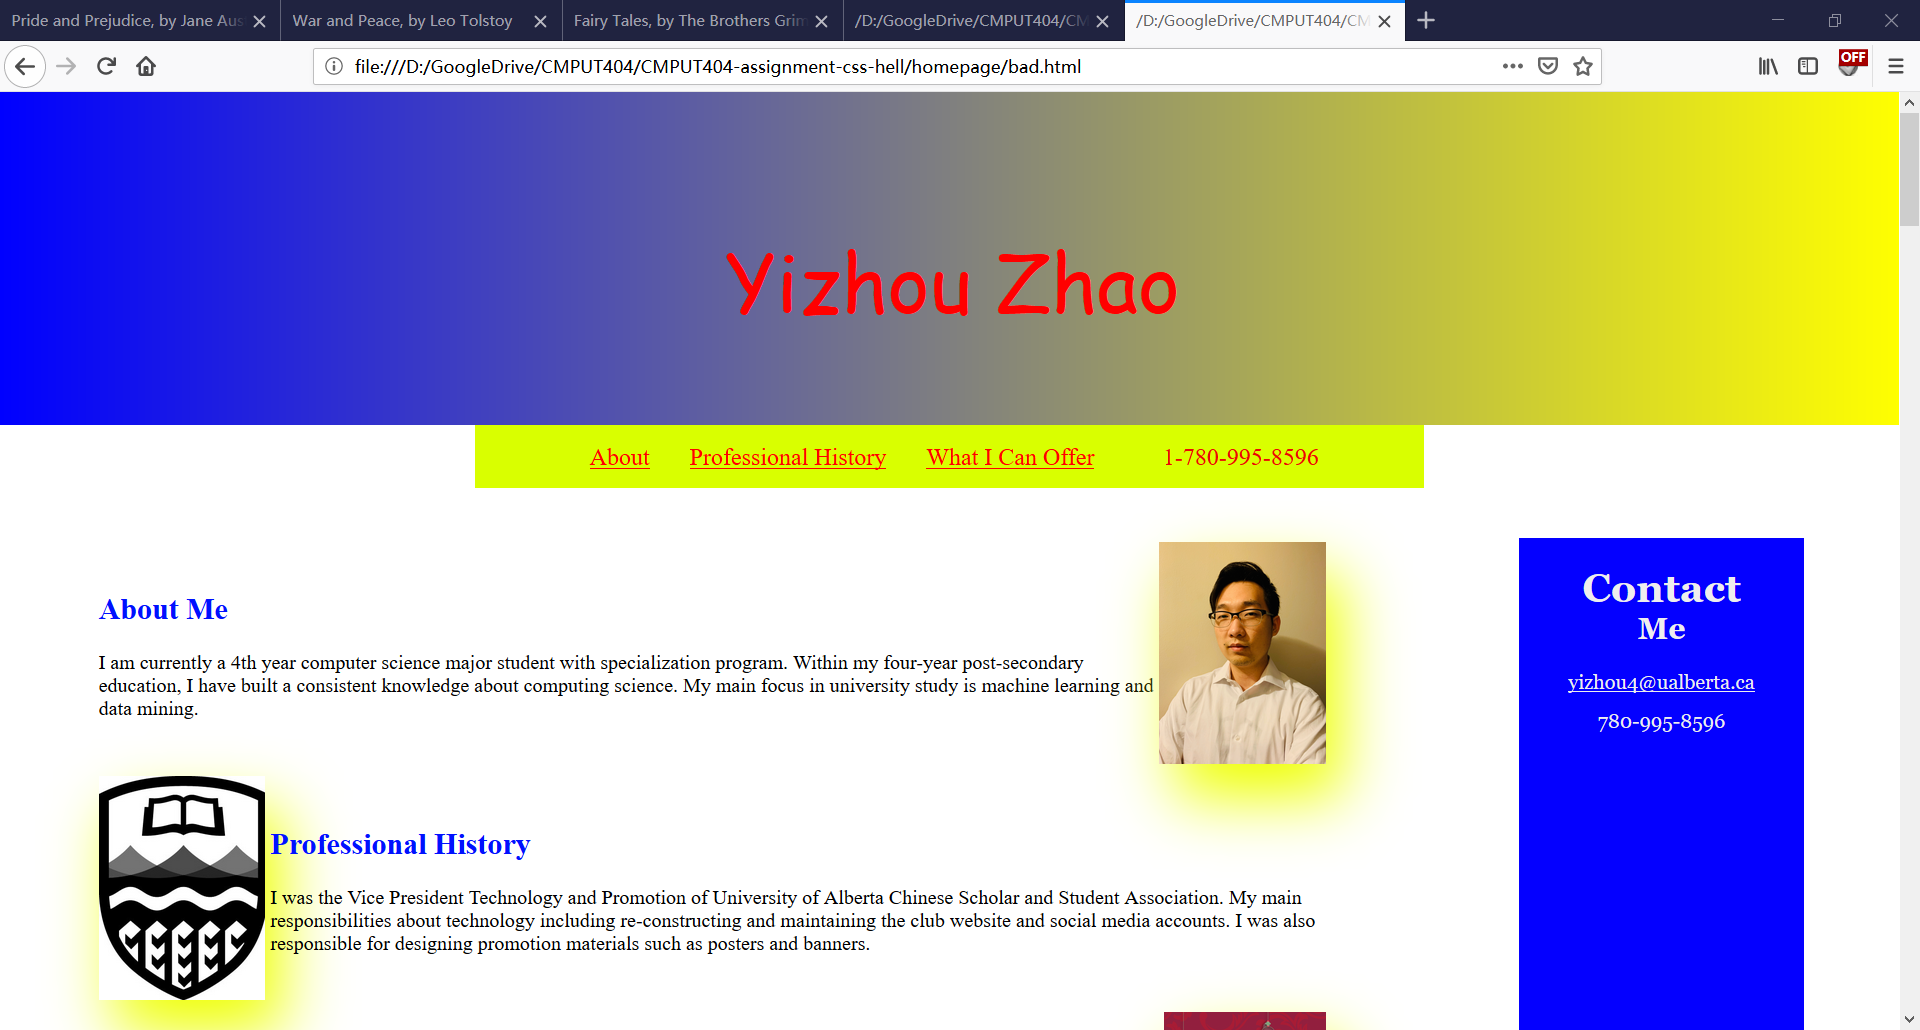 Pride and Prejudice, by Jane Aus
War and Peace, by Leo Tolstoy
Fairy Tales, by The Brothers Grim
/D:/GoogleDrive/CMPUT404/CM
/D:/GoogleDrive/CMPUT404/CM
file:///D:/GoogleDrive/CMPUT404/CMPUT404-assignment-css-hell/homepage/bad.html
OFF
Yizhou Zhao
About Professional History What I Can Offer 1-780-995-8596
About Me
I am currently a 4th year computer science major student with specialization program. Within my four-year post-secondary
education, I have built a consistent knowledge about computing science. My main focus in university study is machine learning and
data mining.
Contact
Me
yizhou4@ualberta.ca
780-995-8596
Professional History
I was the Vice President Technology and Promotion of University of Alberta Chinese Scholar and Student Association. My main
responsibilities about technology including re-constructing and maintaining the club website and social media accounts. I was also
responsible for designing promotion materials such as posters and banners.